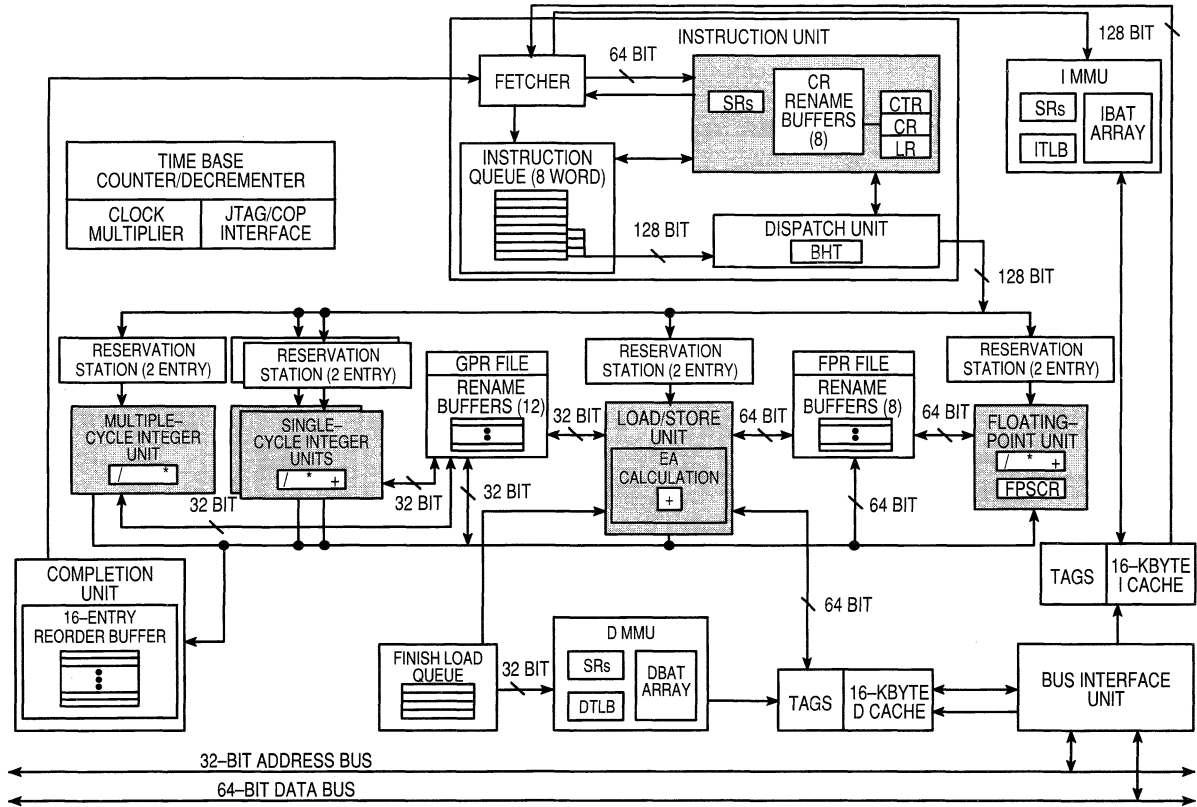 INSTRUCTION UNIT
128 BIT
64 BIT
FETCHER
SRs
CR
RENAME
BUFFERS
(8)
CTR
CR
LR
I MMU
SRs
ITLB
IBAT
ARRAY
TIME BASE
COUNTER/DECREMENTER
CLOCK
MULTIPLIER
JTAG/COP
INTERFACE
INSTRUCTION
QUEUE (8 WORD)
128 BIT
DISPATCH UNIT
BHT
128 BIT
RESERVATION
STATION (2 ENTRY)
RESERVATION
STATION (2 ENTRY)
GPR FILE
RENAME
BUFFERS (12)
RESERVATION
STATION (2 ENTRY)
FPR FILE
RENAME
BUFFERS (8)
RESERVATION
STATION (2 ENTRY)
MULTIPLE–
CYCLE INTEGER
UNIT
/ *
SINGLE–
CYCLE INTEGER
UNITS
/ * +
32 BIT
LOAD/STORE
UNIT
EA
CALCULATION
+
64 BIT
64 BIT
FLOATING–
POINT UNIT
/ * +
FPSCR
32 BIT
32 BIT
32 BIT
64 BIT
COMPLETION
UNIT
16–ENTRY
REORDER BUFFER
64 BIT
TAGS
16–KBYTE
I CACHE
FINISH LOAD
QUEUE
32 BIT
D MMU
SRs
DTLB
DBAT
ARRAY
TAGS
16–KBYTE
D CACHE
BUS INTERFACE
UNIT
32–BIT ADDRESS BUS
64–BIT DATA BUS